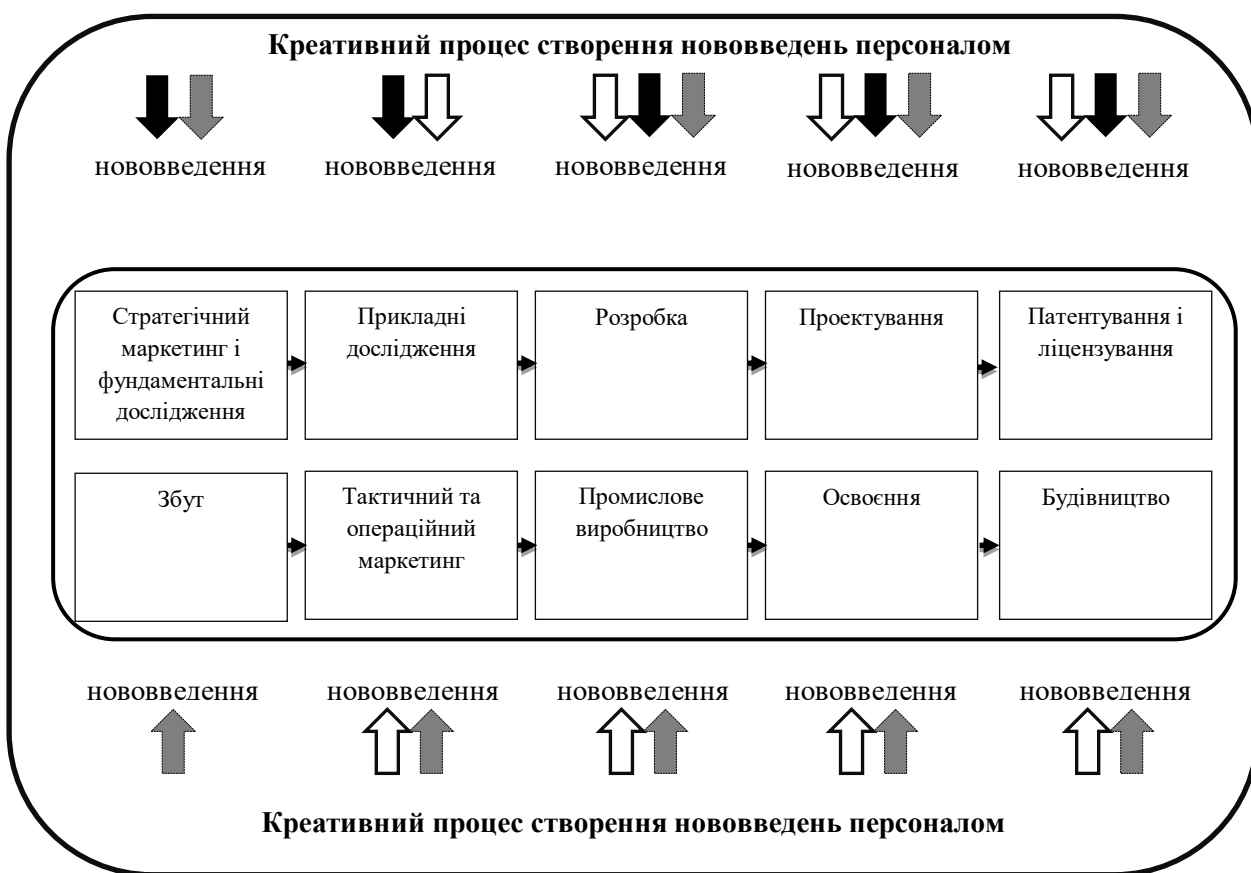 Креативний процес створення нововведень персоналом
нововведення
нововведення
нововведення
нововведення
нововведення
Стратегічний
маркетинг і
фундаментальні
дослідження
Прикладні
дослідження
Розробка
Проектування
Патентування і
ліцензування
Збут
Тактичний та
операційний
маркетинг
Промислове
виробництво
Освоєння
Будівництво
нововведення
нововведення
нововведення
нововведення
нововведення
Креативний процес створення нововведень персоналом